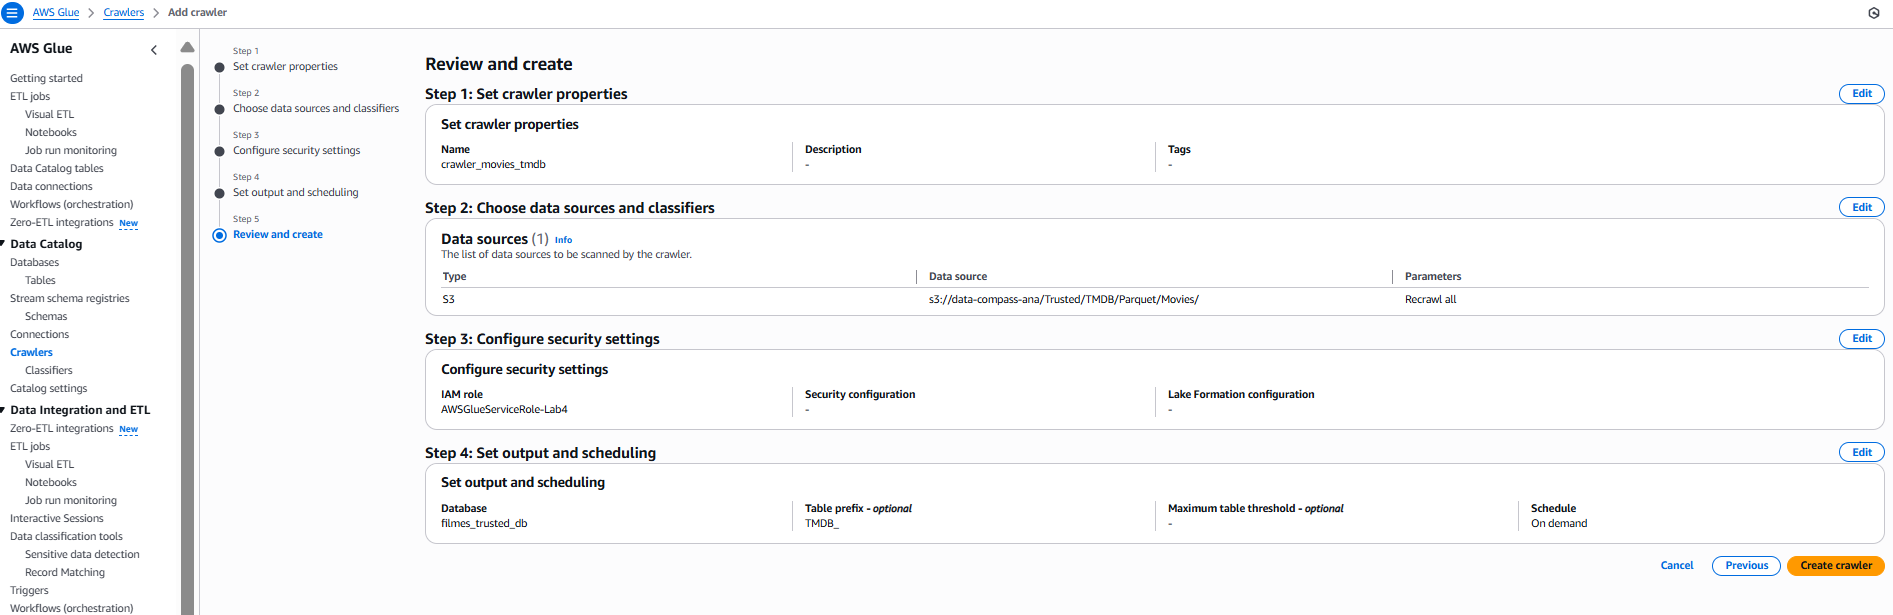 AWS Glue > Crawlers > Add crawler
AWS Glue
Getting started
ETL jobs
Visual ETL
Notebooks
Job run monitoring
Data Catalog tables
Data connections
Workflows (orchestration)
Zero-ETL integrations New
Data Catalog
Databases
Tables
Stream schema registries
Schemas
Connections
Crawlers
Classifiers
Catalog settings
Data Integration and ETL
Zero-ETL integrations New
ETL jobs
Visual ETL
Notebooks
Job run monitoring
Interactive Sessions
Data classification tools
Sensitive data detection
Record Matching
Triggers
Workflows (orchestration)
Step 1
Set crawler properties
Step 2
Choose data sources and classifiers
Step 3
Configure security settings
Step 4
Set output and scheduling
Step 5
Review and create
Review and create
Step 1: Set crawler properties Edit
Set crawler properties
Name Description Tags
crawler_movies_tmdb - -
Step 2: Choose data sources and classifiers Edit
Data sources (1) Info
The list of data sources to be scanned by the crawler.
Type Data source Parameters
S3 s3://data-compass-ana/Trusted/TMDB/Parquet/Movies/ Recrawl all
Step 3: Configure security settings Edit
Configure security settings
IAM role Security configuration Lake Formation configuration
AWSGlueServiceRole-Lab4 - -
Step 4: Set output and scheduling Edit
Set output and scheduling
Database Table prefix - optional Maximum table threshold - optional Schedule
filmes_trusted_db TMDB_ - On demand
Cancel Previous Create crawler